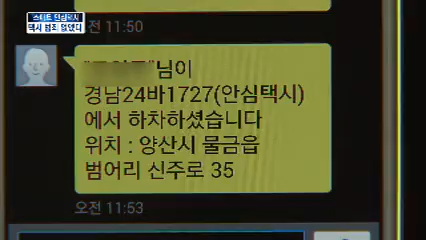 스마트 안심택시
택시 범죄 없앤다
오전 11:50
"님이
경남24바1727(안심택시)
에서 하차하셨습니다
위치 : 양산시 물금읍
범어리 신주로 35
오전 11:53